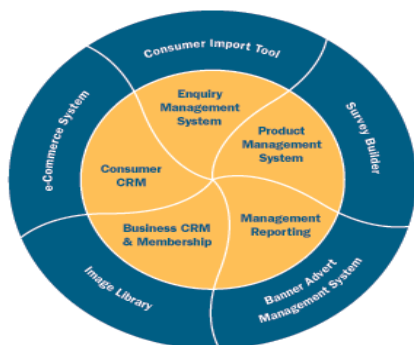 Consumer Import Tool
Survey Builder
Banner Advert
Management System
Image Library
e-Commerce System
Enquiry
Management
System
Product
Management
System
Management
Reporting
Business CRM
& Membership
Consumer
CRM